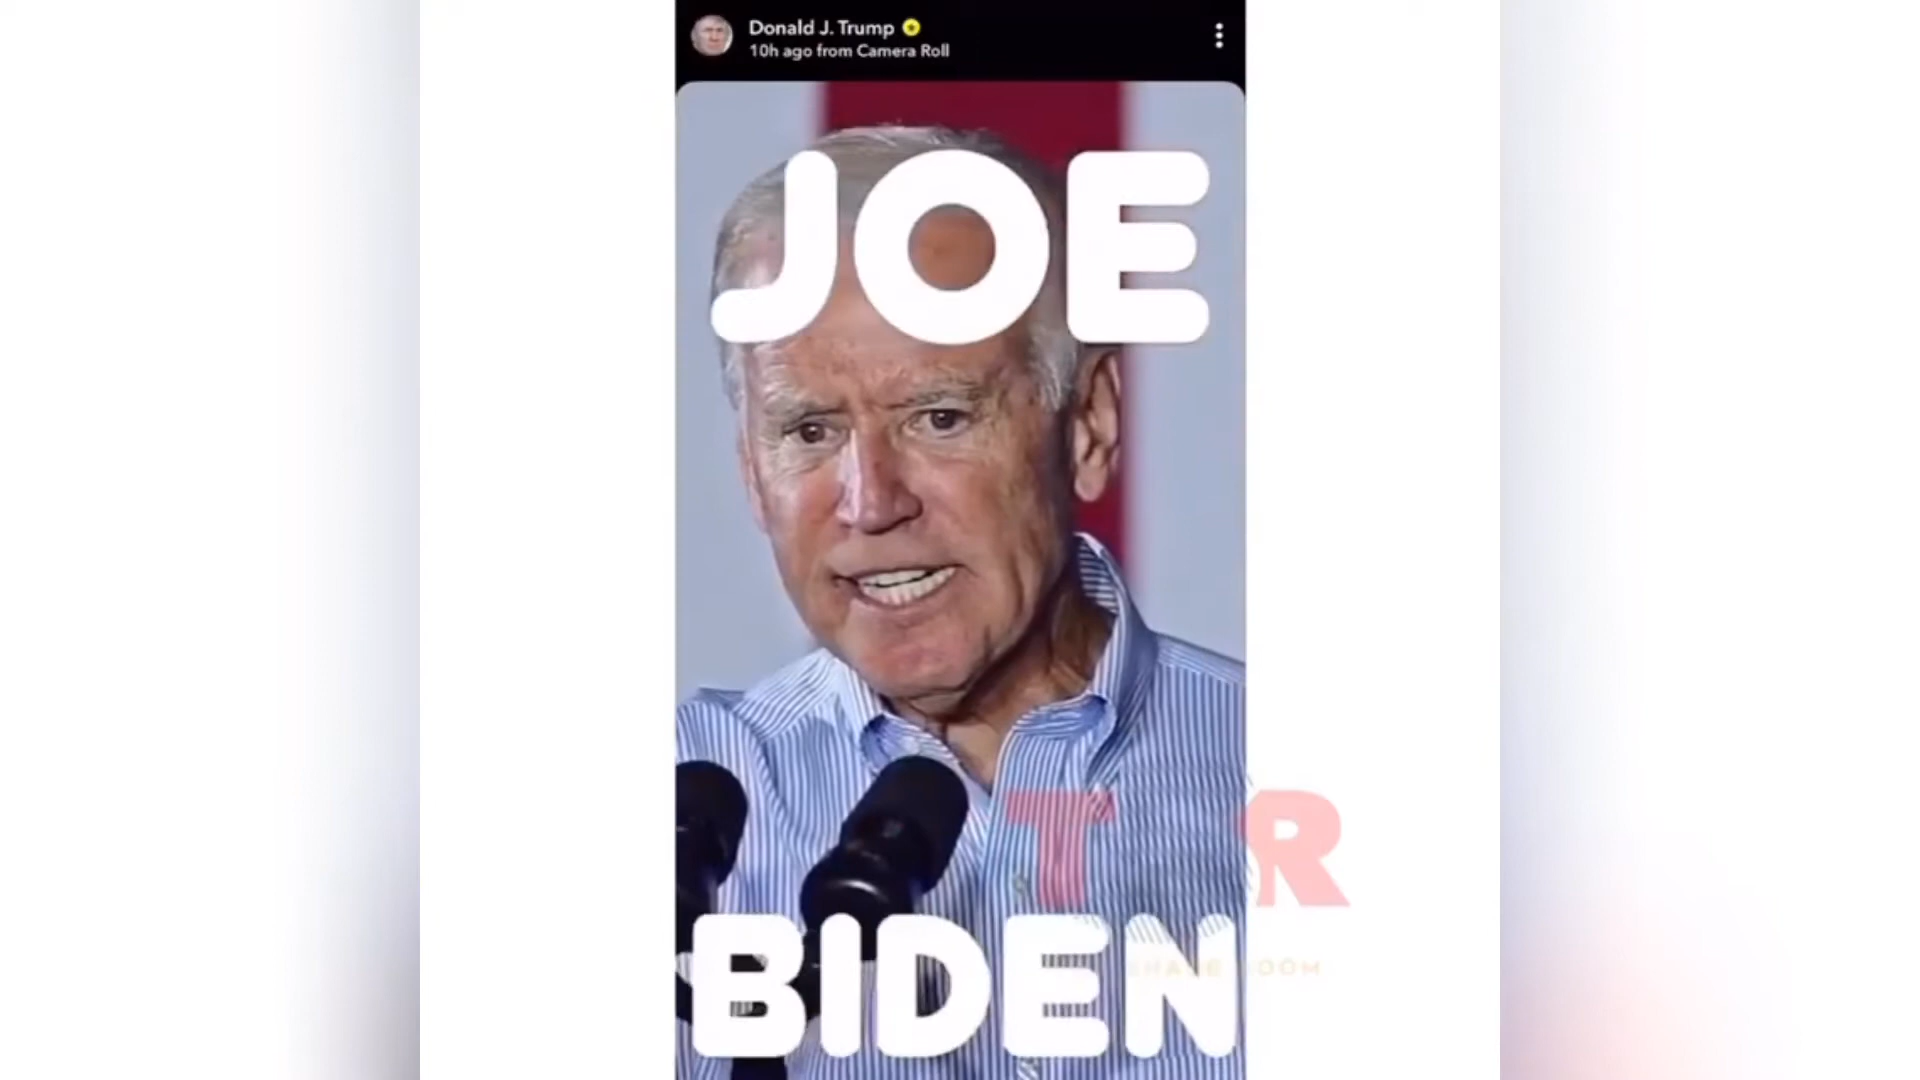 Donald J. Trump
10h ago from Camera Roll
JOE
T R
BIDEN